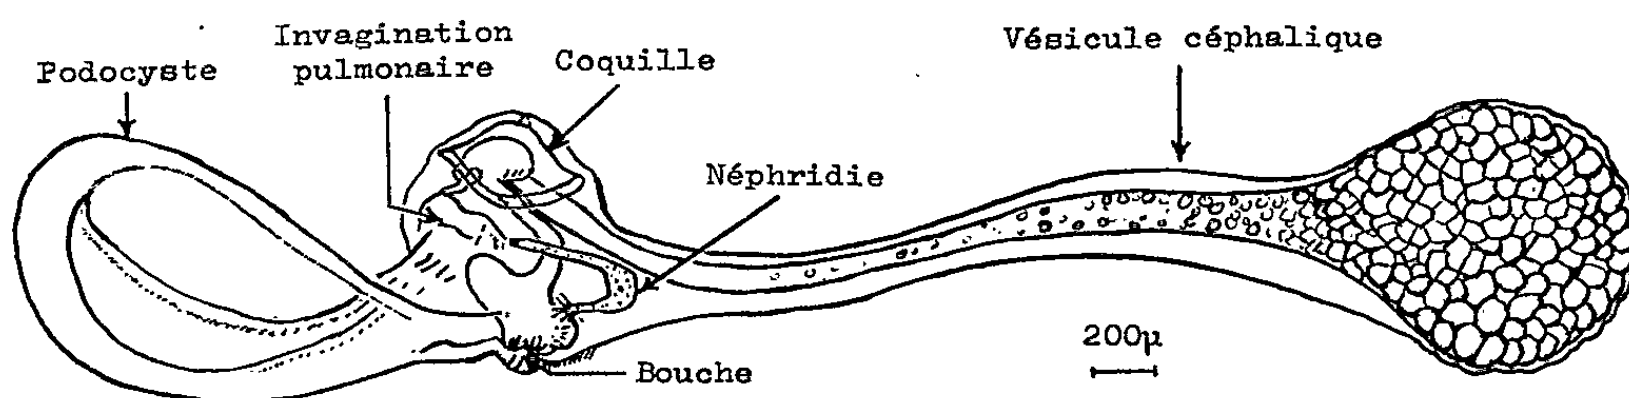 Invagination
pulmonaire
Podocyste
Coquille
Vésicule céphalique
Néphridie
200µ
Bouche